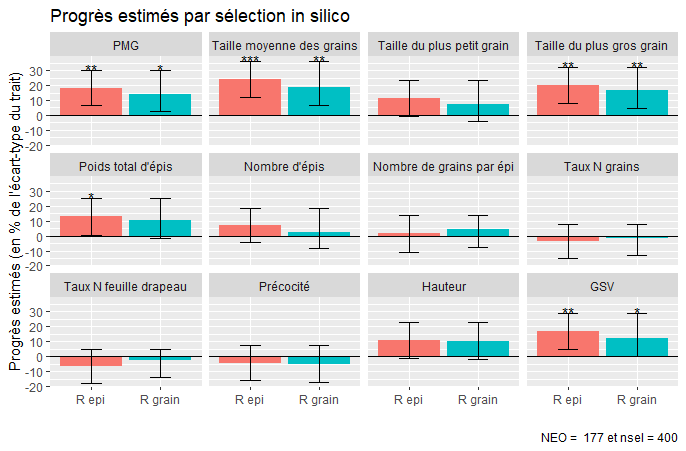 Progrès estimés par sélection in silico
Progrès estimés (en % de l'écart-type du trait)
PMG
Taille moyenne des grains
Taille du plus petit grain
Taille du plus gros grain
30
20
10
0
-10
-20
**
*
***
**
**
**
Poids total d'épis
Nombre d'épis
Nombre de grains par épi
Taux N grains
30
20
10
0
-10
-20
*
Taux N feuille drapeau
Précocité
Hauteur
GSV
30
20
10
0
-10
-20
**
*
R epi
R grain
R epi
R grain
R epi
R grain
R epi
R grain
NEO = 177 et nsel = 400